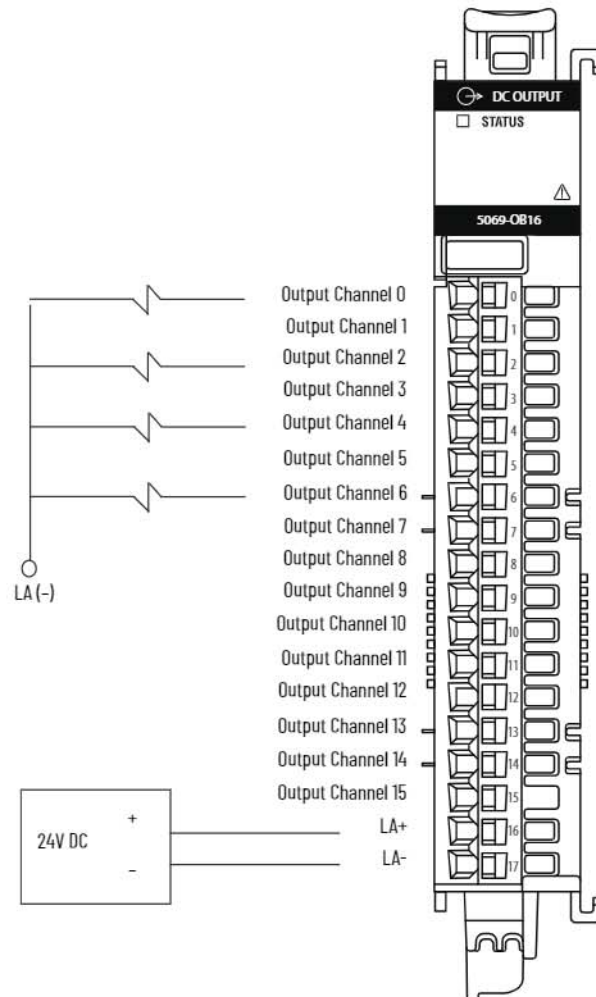 DC OUTPUT
STATUS
5069-OB16
Output Channel 0 0
Output Channel 1 1
Output Channel 2 2
Output Channel 3 3
Output Channel 4 4
Output Channel 5 5
Output Channel 6 6
Output Channel 7 7
Output Channel 8 8
LA (-)
Output Channel 9 9
Output Channel 10 10
Output Channel 11 11
Output Channel 12 12
Output Channel 13 13
Output Channel 14 14
Output Channel 15 15
+
LA+ 16
24V DC
LA- 17
-